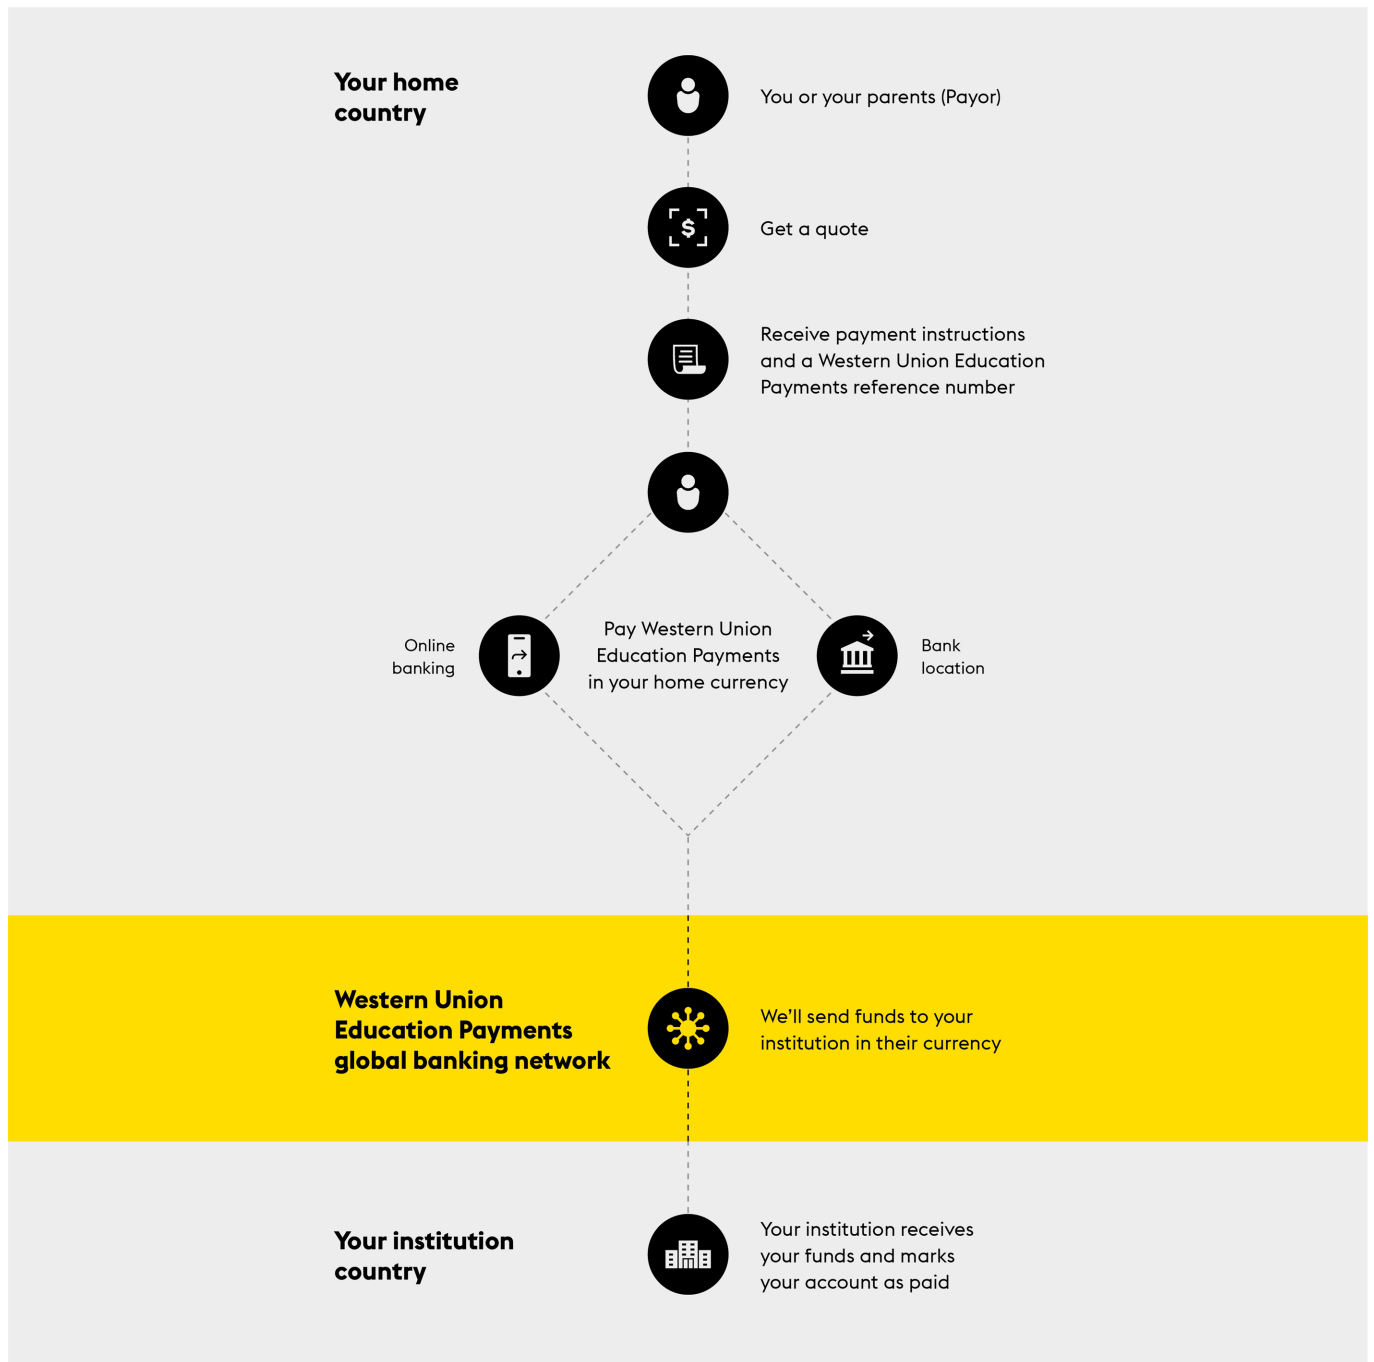 Your home
country
You or your parents (Payor)
$
Get a quote
Receive payment instructions
and a Western Union Education
Payments reference number
Online
banking
Pay Western Union
Education Payments
in your home currency
Bank
location
Western Union
Education Payments
global banking network
We’ll send funds to your
institution in their currency
Your institution
country
Your institution receives
your funds and marks
your account as paid